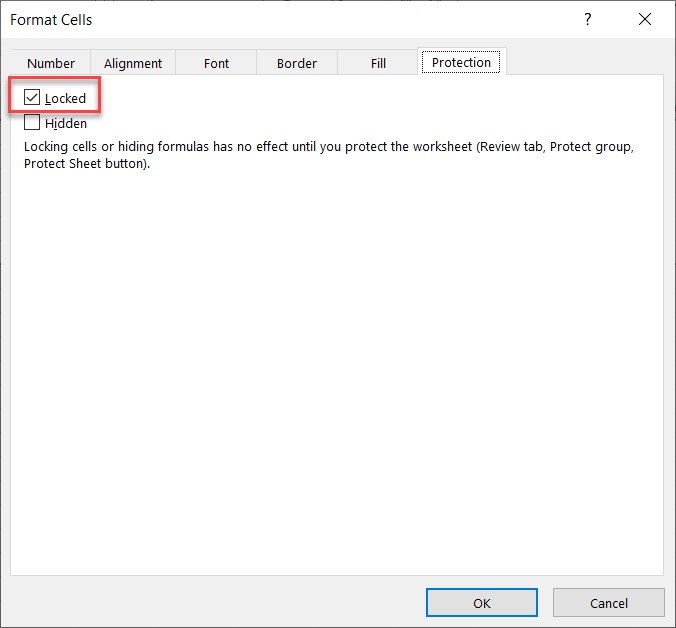 Format Cells
?
Number Alignment Font Border Fill Protection
Locked
Hidden
Locking cells or hiding formulas has no effect until you protect the worksheet (Review tab, Protect group,
Protect Sheet button).
OK Cancel